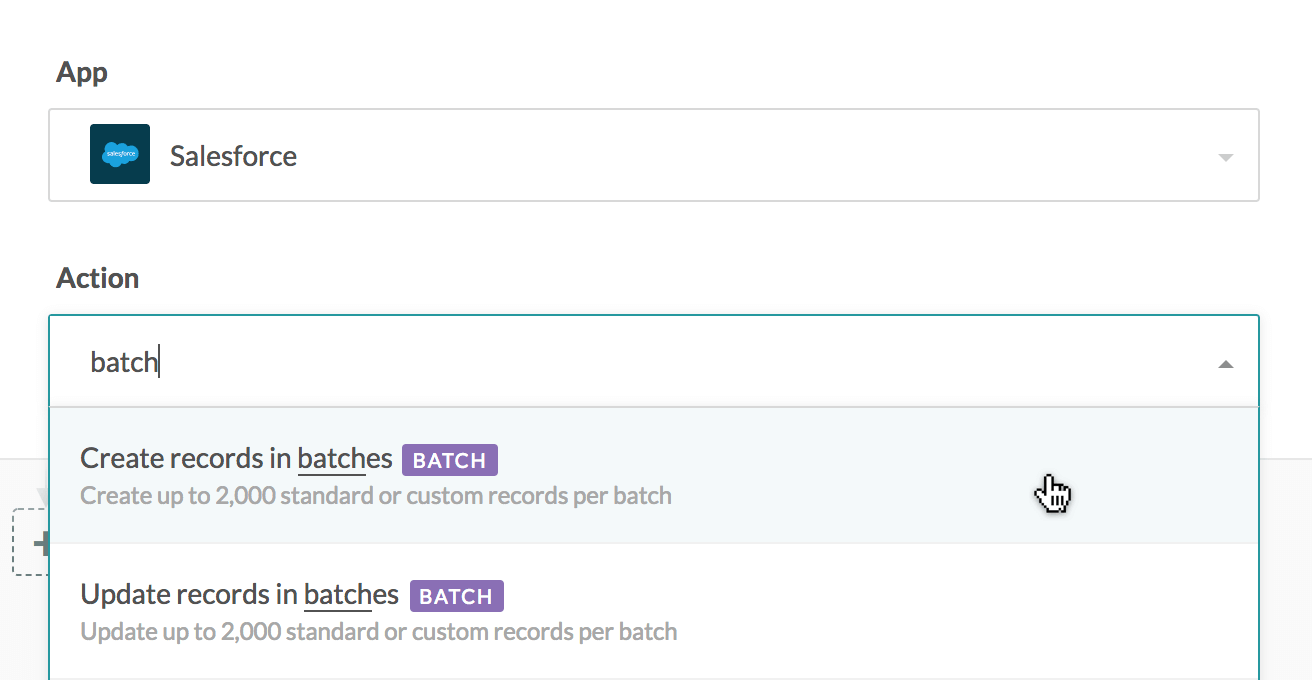 App
salesforce
Salesforce
Action
batch
Create records in batches BATCH
Create up to 2,000 standard or custom records per batch
Update records in batches BATCH
Update up to 2,000 standard or custom records per batch